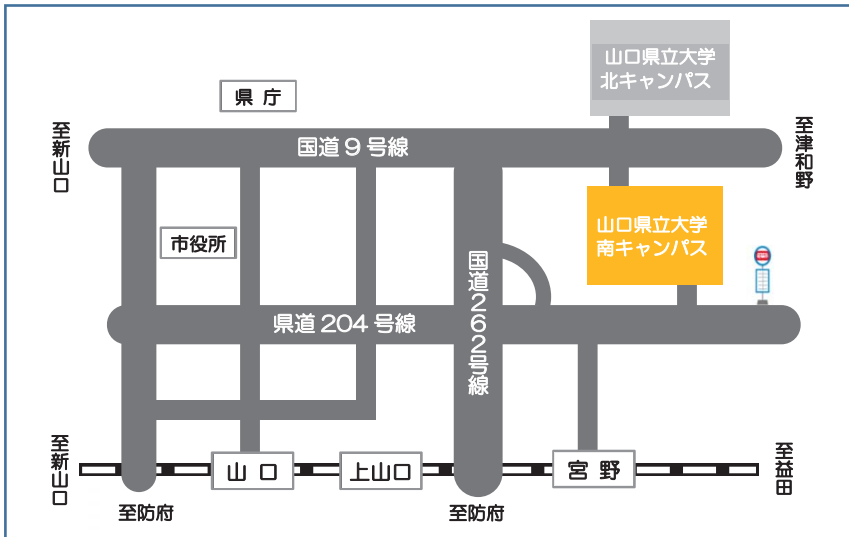 山口県立大学
北キャンパス
県庁
至新山口
国道9号線
至津和野
山口県立大学
南キャンパス
市役所
国道262号線
県道204号線
至新山口
山口
上山口
宮野
至益田
至防府
至防府